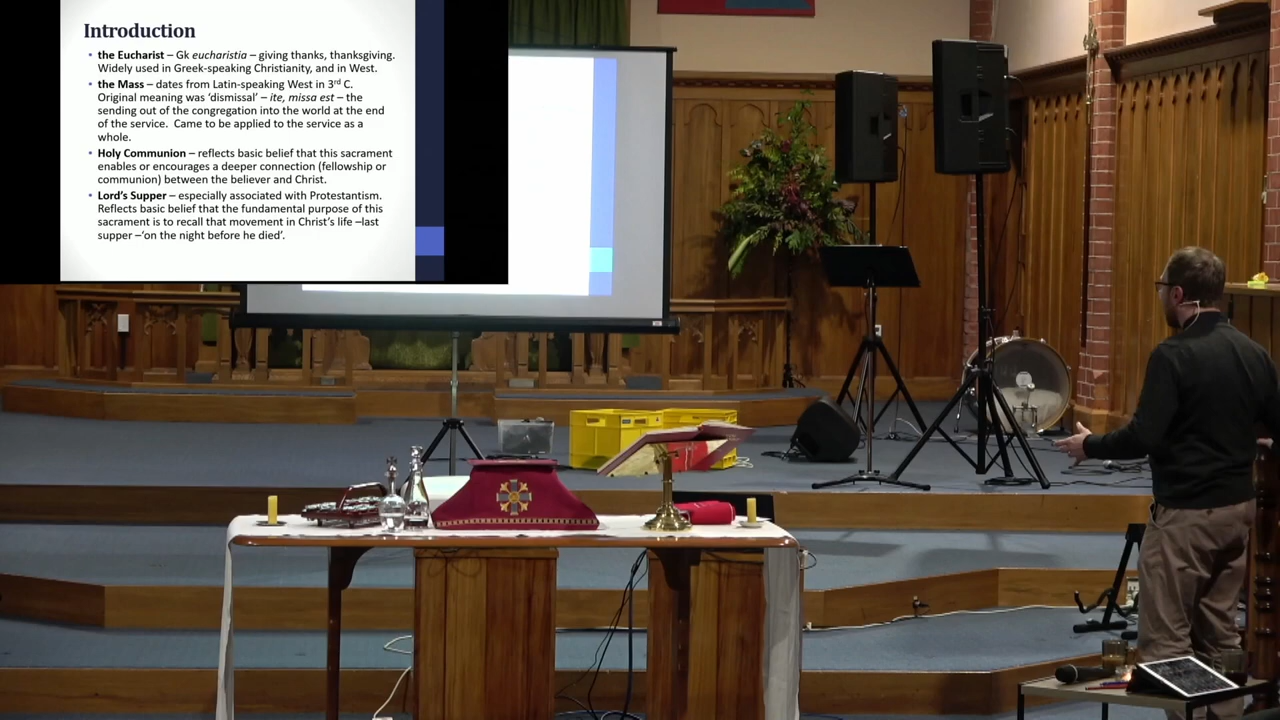 Introduction
• the Eucharist – Gk eucharistia – giving thanks, thanksgiving.
Widely used in Greek-speaking Christianity, and in West.
• the Mass – dates from Latin-speaking West in 3rd C.
Original meaning was ‘dismissal’ – ite, missa est – the
sending out of the congregation into the world at the end
of the service. Came to be applied to the service as a
whole.
• Holy Communion – reflects basic belief that this sacrament
enables or encourages a deeper connection (fellowship or
communion) between the believer and Christ.
• Lord’s Supper – especially associated with Protestantism.
Reflects basic belief that the fundamental purpose of this
sacrament is to recall that movement in Christ’s life –last
supper –‘on the night before he died’.